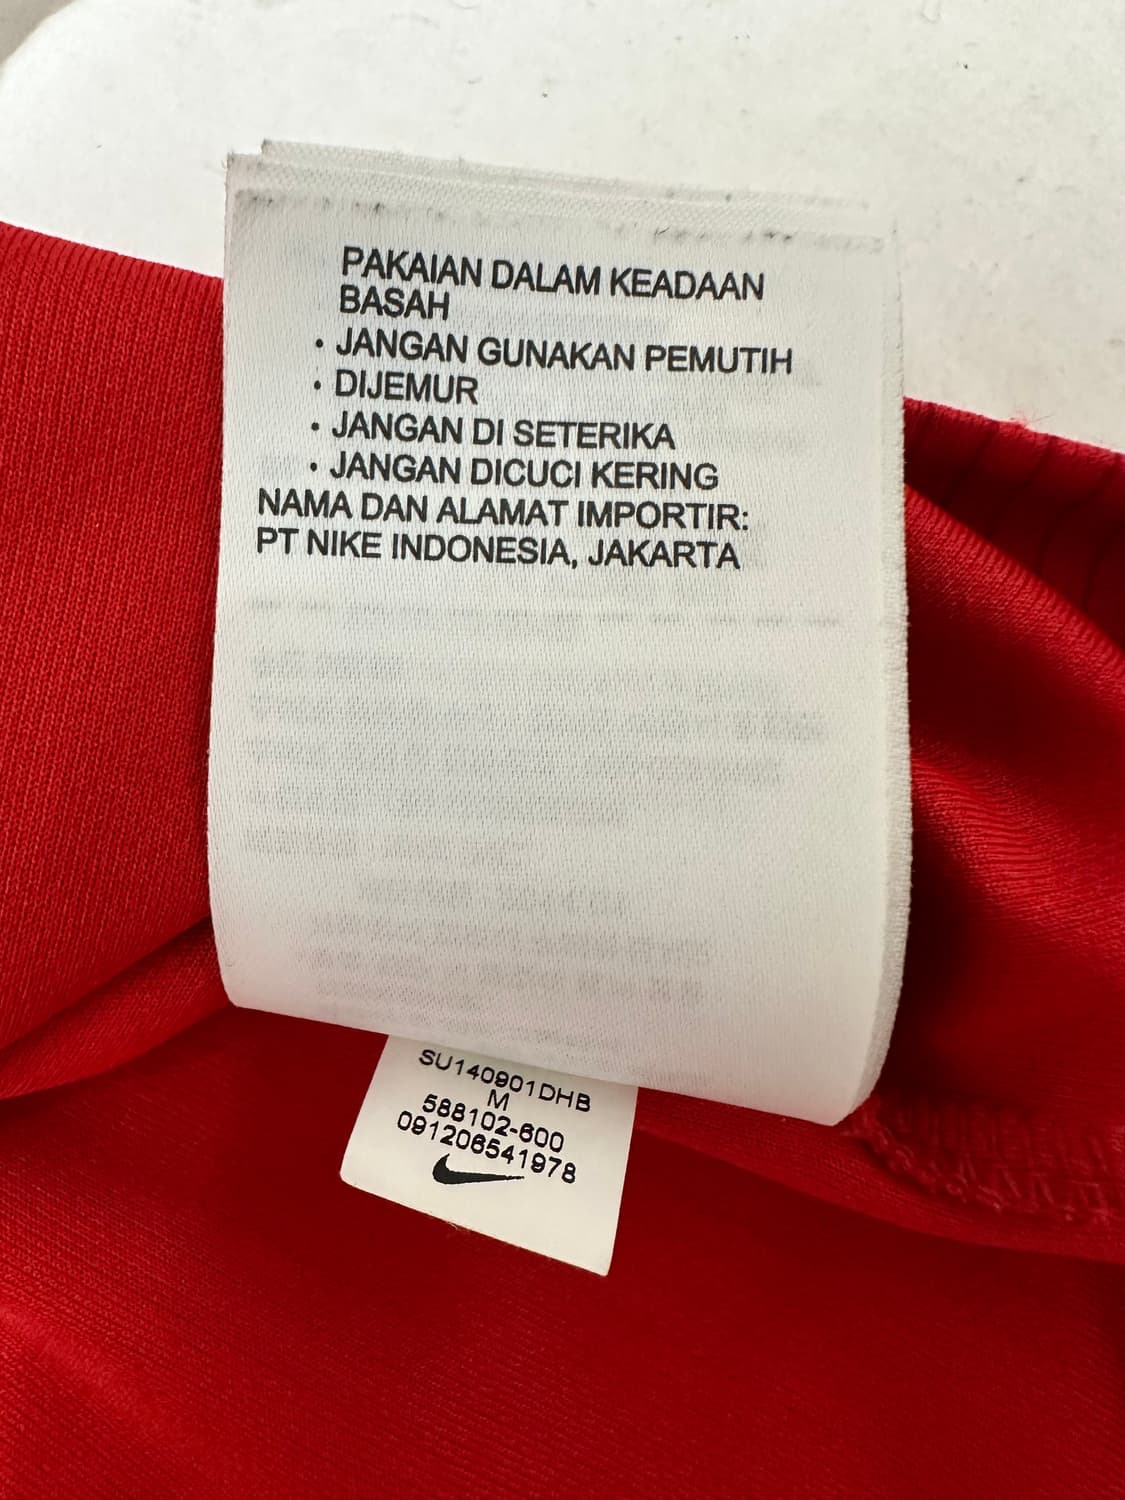 PAKAIAN DALAM KEADAAN
BASAH
• JANGAN GUNAKAN PEMUTIH
• DIJEMUR
• JANGAN DI SETERIKA
• JANGAN DICUCI KERING
NAMA DAN ALAMAT IMPORTIR:
PT NIKE INDONESIA, JAKARTA
SU140901DHB
M
588102-600
091206541978